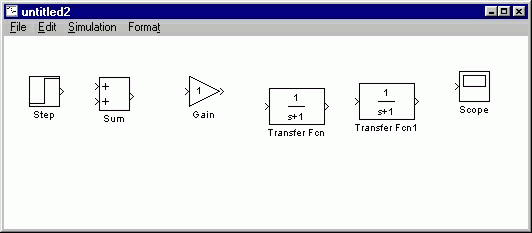 untitled2
File Edit Simulation Format
Step
+
+
Sum
1
Gain
1
s+1
Transfer Fcn
1
s+1
Transfer Fcn1
Scope